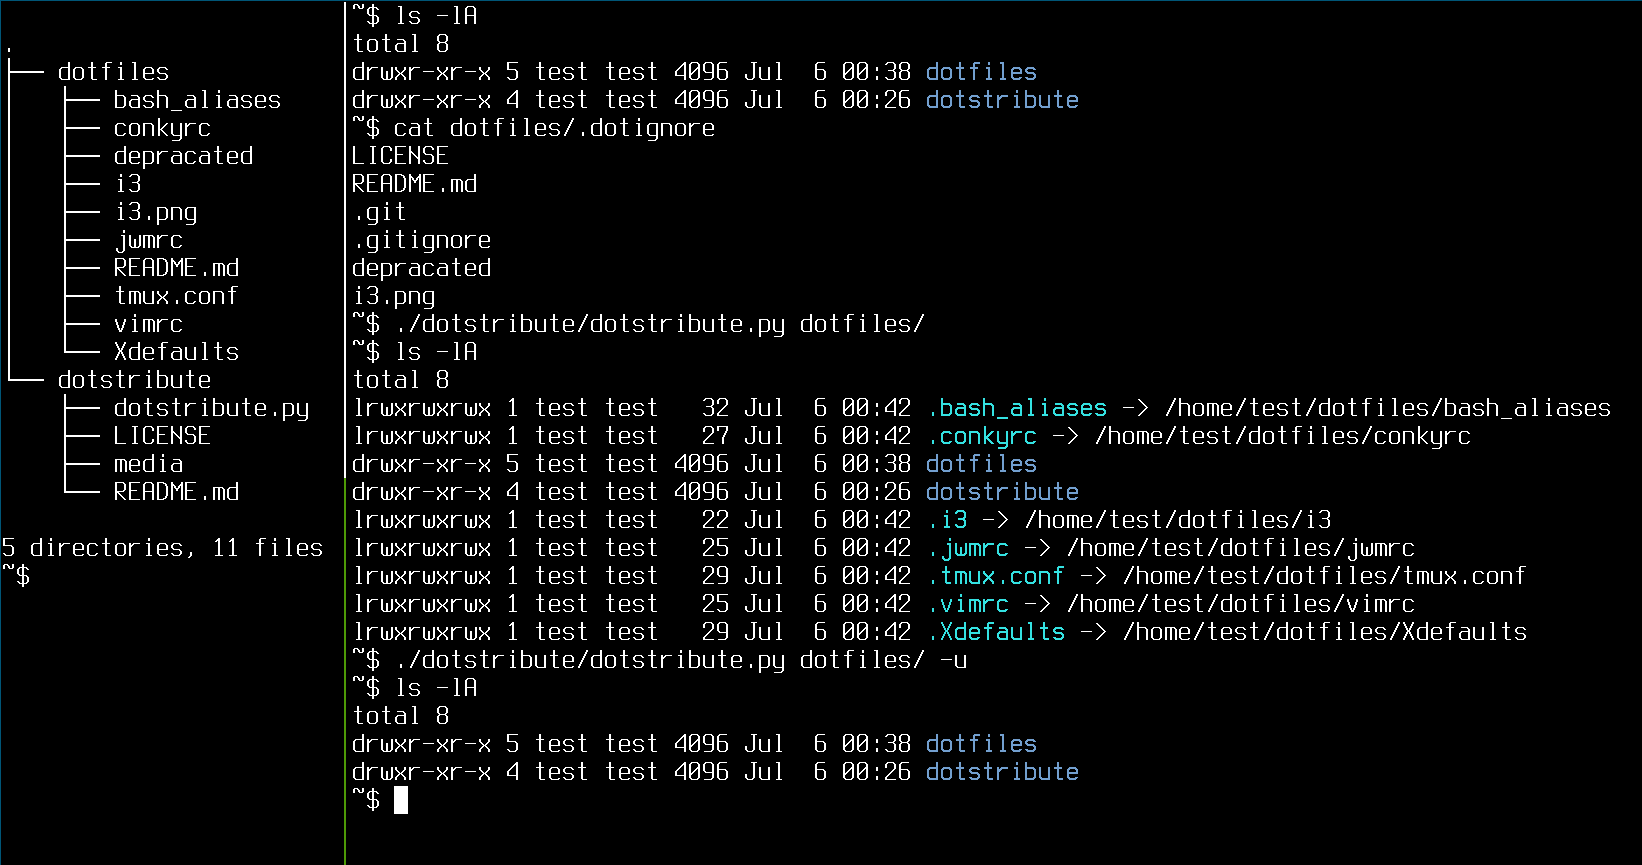 .
├── dotfiles
│   ├── bash_aliases
│   ├── conkyrc
│   ├── depracated
│   ├── i3
│   ├── i3.png
│   ├── jwmrc
│   ├── README.md
│   ├── tmux.conf
│   ├── vimrc
│   └── Xdefaults
└── dotstribute
    ├── dotstribute.py
    ├── LICENSE
    ├── media
    └── README.md
5 directories, 11 files
~$
~$ ls -lA
total 8
drwxr-xr-x 5 test test 4096 Jul  6 00:38 dotfiles
drwxr-xr-x 4 test test 4096 Jul  6 00:26 dotstribute
~$ cat dotfiles/.dotignore
LICENSE
README.md
.git
.gitignore
depracated
i3.png
~$ ./dotstribute/dotstribute.py dotfiles/
~$ ls -lA
total 8
lrwxrwxrwx 1 test test   32 Jul  6 00:42 .bash_aliases -> /home/test/dotfiles/bash_aliases
lrwxrwxrwx 1 test test   27 Jul  6 00:42 .conkyrc -> /home/test/dotfiles/conkyrc
drwxr-xr-x 5 test test 4096 Jul  6 00:38 dotfiles
drwxr-xr-x 4 test test 4096 Jul  6 00:26 dotstribute
lrwxrwxrwx 1 test test   22 Jul  6 00:42 .i3 -> /home/test/dotfiles/i3
lrwxrwxrwx 1 test test   25 Jul  6 00:42 .jwmrc -> /home/test/dotfiles/jwmrc
lrwxrwxrwx 1 test test   29 Jul  6 00:42 .tmux.conf -> /home/test/dotfiles/tmux.conf
lrwxrwxrwx 1 test test   25 Jul  6 00:42 .vimrc -> /home/test/dotfiles/vimrc
lrwxrwxrwx 1 test test   29 Jul  6 00:42 .Xdefaults -> /home/test/dotfiles/Xdefaults
~$ ./dotstribute/dotstribute.py dotfiles/ -u
~$ ls -lA
total 8
drwxr-xr-x 5 test test 4096 Jul  6 00:38 dotfiles
drwxr-xr-x 4 test test 4096 Jul  6 00:26 dotstribute
~$